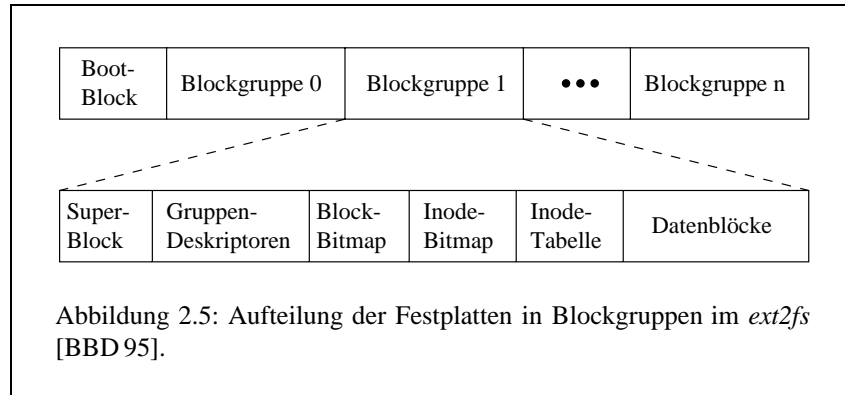 Boot-
Block
Blockgruppe 0
Blockgruppe 1
•••
Blockgruppe n
Super-
Block
Gruppen-
Deskriptoren
Block-
Bitmap
Inode-
Bitmap
Inode-
Tabelle
Datenblöcke
Abbildung 2.5: Aufteilung der Festplatten in Blockgruppen im ext2fs
[BBD 95].